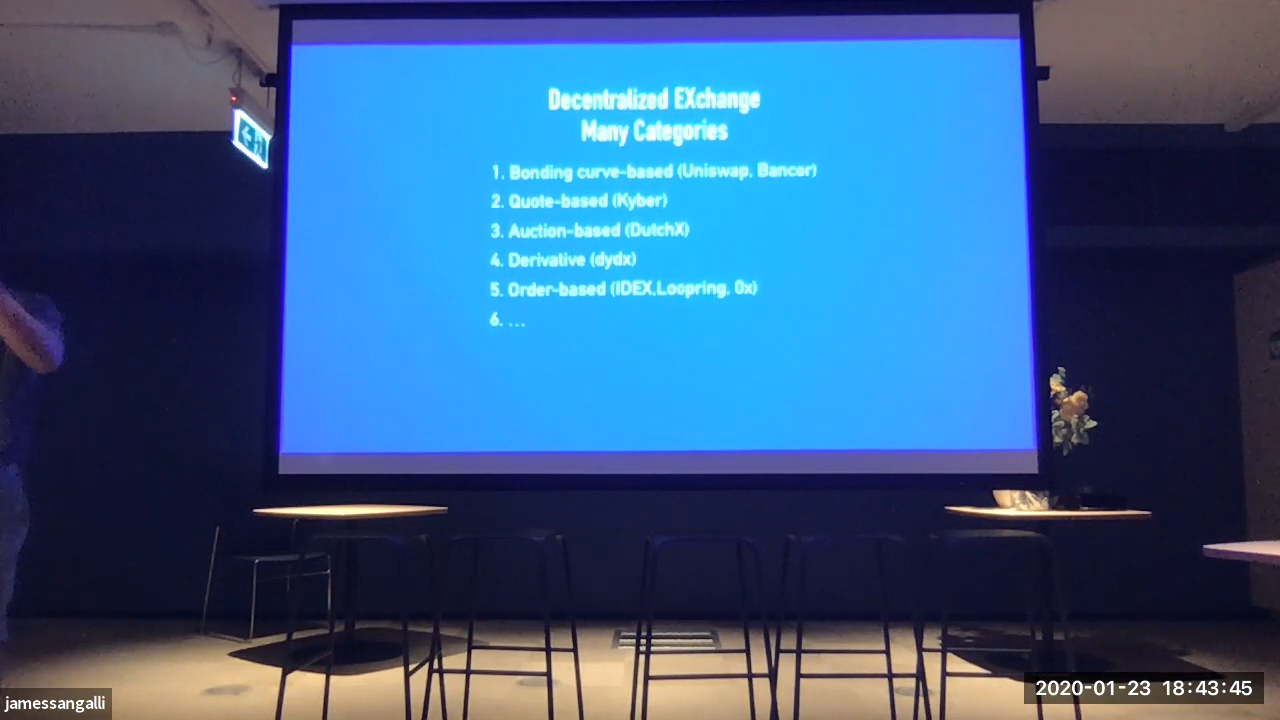 Decentralized EXchange
Many Categories
1. Bonding curve-based (Uniswap, Bancor)
2. Quote-based (Kyber)
3. Auction-based (DutchX)
4. Derivative (dydx)
5. Order-based (IDEX,Loopring, 0x)
6. ...
jamessangalli
2020-01-23 18:43:45